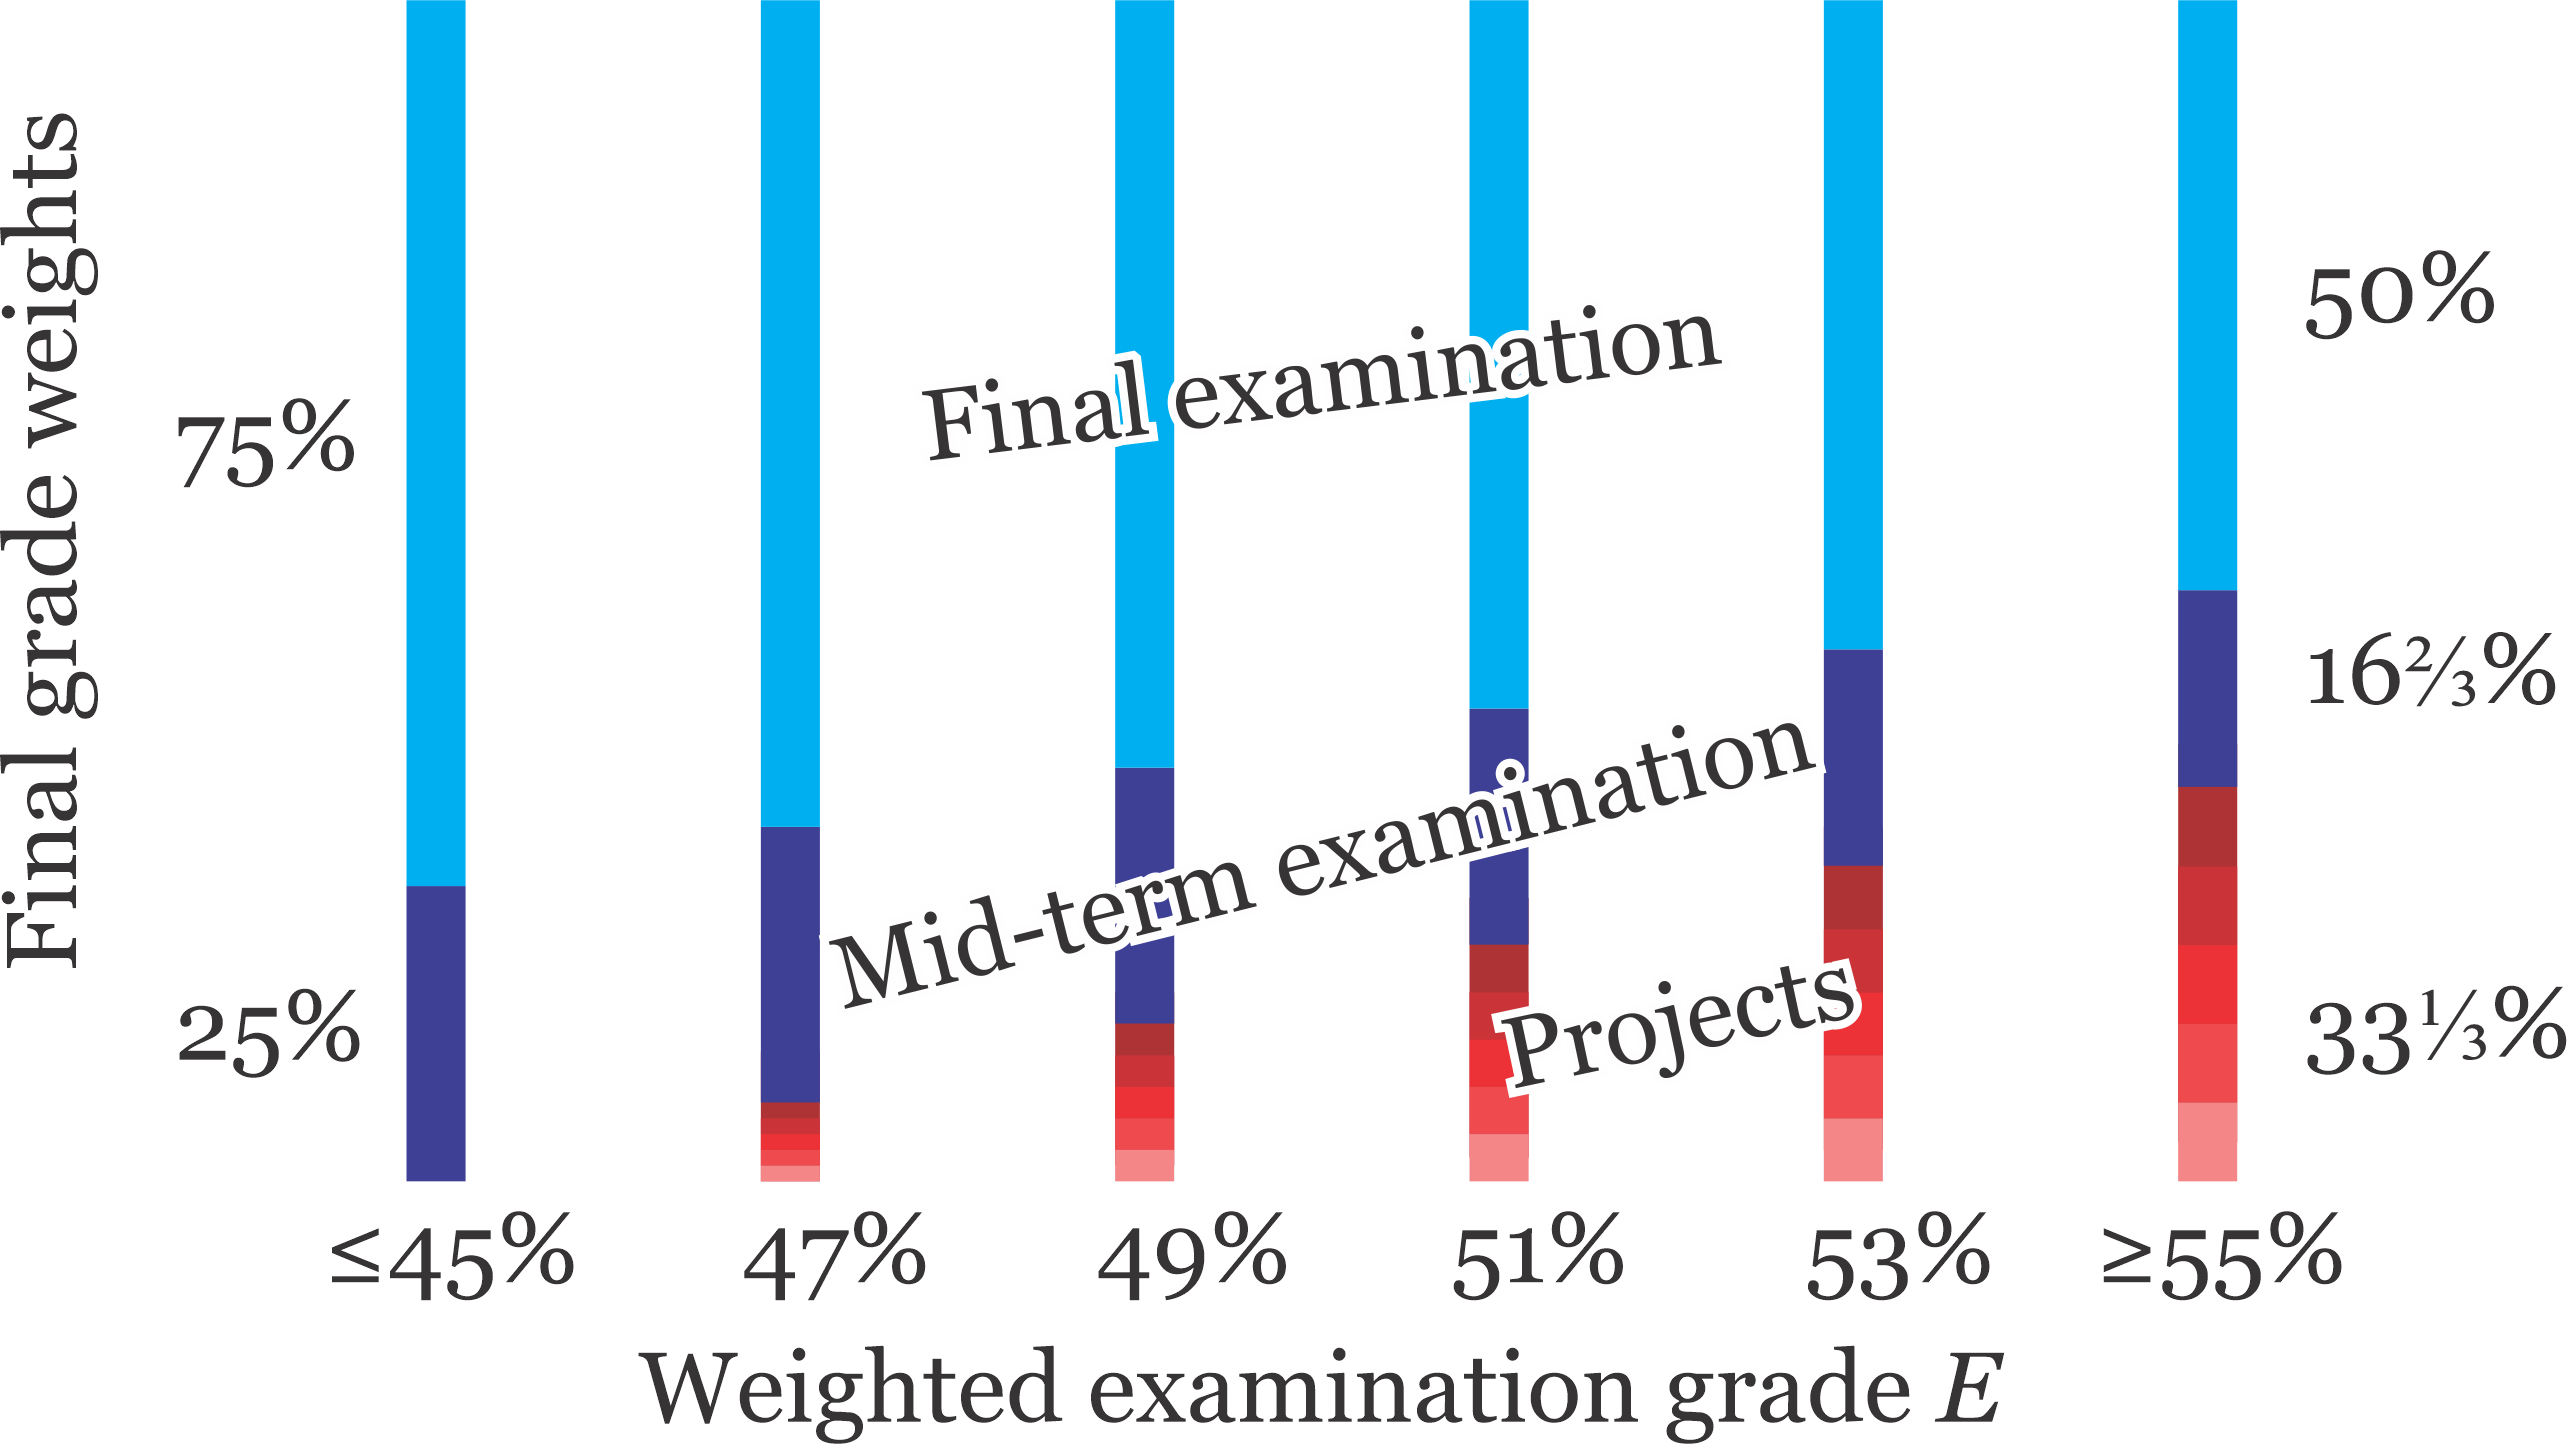 Final grade weights
75%
25%
Final examination
Mid-term examination
Projects
50%
16⅔%
33⅓%
≤45% 47% 49% 51% 53% ≥55%
Weighted examination grade E